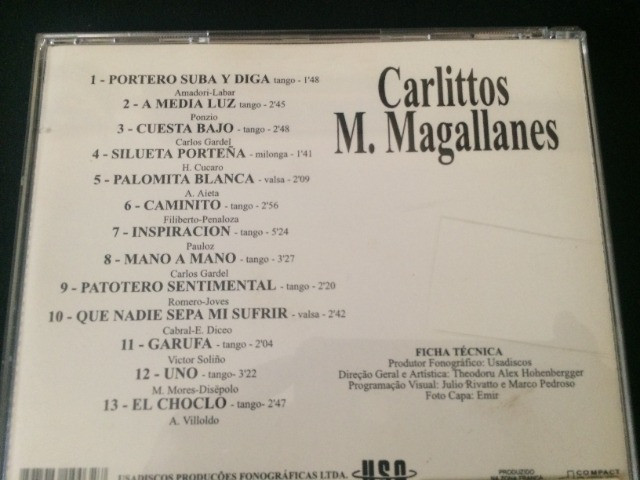 1 - PORTERO SUBA Y DIGA tango - 1'48
Amadori-Labar
2 - A MEDIA LUZ tango - 2'45
Ponzio
3 - CUESTA BAJO - tango - 2'48
Carlos Gardel
4 - SILUETA PORTEÑA - milonga - 1'41
H. Cucaro
5 - PALOMITA BLANCA - valsa - 2'09
A. Aieta
6 - CAMINITO - tango - 2'56
Filiberto-Penaloza
7 - INSPIRACION - tango - 5'24
Pauloz
8 - MANO A MANO - tango - 3'27
Carlos Gardel
9 - PATOTERO SENTIMENTAL - tango - 2'20
Romero-Joves
10 - QUE NADIE SEPA MI SUFRIR - valsa - 2'42
Cabral-E. Diceo
11 - GARUFA - tango - 2'04
Victor Soliño
12 - UNO - tango- 3'22
M. Mores-Disépolo
13 - EL CHOCLO - tango- 2'47
A. Villoldo
Carlittos
M. Magallanes
FICHA TÉCNICA
Produtor Fonográfico: Usadiscos
Direção Geral e Artística: Theodoru Alex Hohenbergger
Programação Visual: Julio Rivatto e Marco Pedroso
Foto Capa: Emir
USADISCOS PRODUÇÕES FONOGRÁFICAS LTDA.
USD
PRODUZIDO
NA ZONA FRANCA
COMPACT